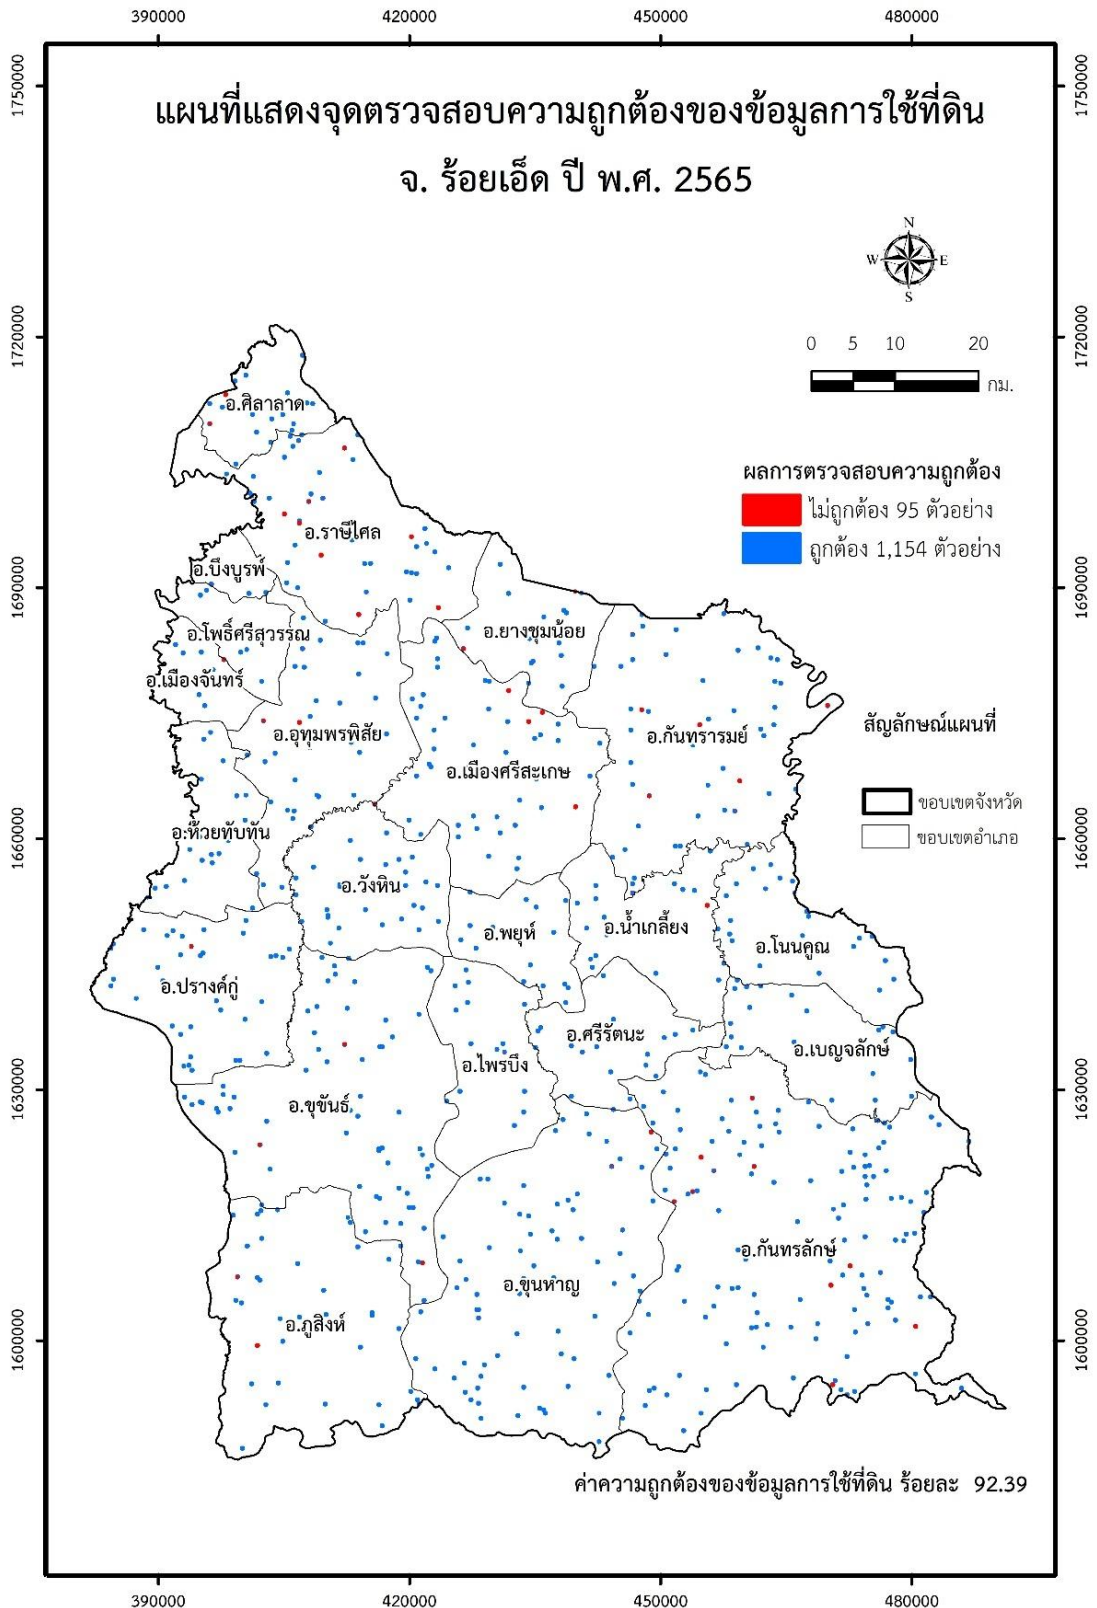 390000 420000 450000 480000
1750000 1750000
แผนที่แสดงจุดตรวจสอบความถูกต้องของข้อมูลการใช้ที่ดิน
จ. ร้อยเอ็ด ปี พ.ศ. 2565
N
W E
S
1720000 1720000
0 5 10 20
กม.
อ.ศิลาลาด
ผลการตรวจสอบความถูกต้อง
ไม่ถูกต้อง 95 ตัวอย่าง
ถูกต้อง 1,154 ตัวอย่าง
อ.ราษีไศล
อ.บึงบูรพ์
1690000 1690000
อ.โพธิ์ศรีสุวรรณ
อ.ยางชุมน้อย
อ.เมืองจันทร์
สัญลักษณ์แผนที่
อ.อุทุมพรพิสัย
อ.กันทรารมย์
อ.เมืองศรีสะเกษ
ขอบเขตจังหวัด
ขอบเขตอำเภอ
อ.ห้วยทับทัน
1660000 1660000
อ.วังหิน
อ.น้ำเกลี้ยง
อ.พยุห์
อ.โนนคูณ
อ.ปรางค์กู่
อ.ศรีรัตนะ
อ.เบญจลักษ์
อ.ไพรบึง
1630000 1630000
อ.ขุขันธ์
อ.กันทรลักษ์
อ.ขุนหาญ
อ.ภูสิงห์
1600000 1600000
ค่าความถูกต้องของข้อมูลการใช้ที่ดิน ร้อยละ 92.39
390000 420000 450000 480000